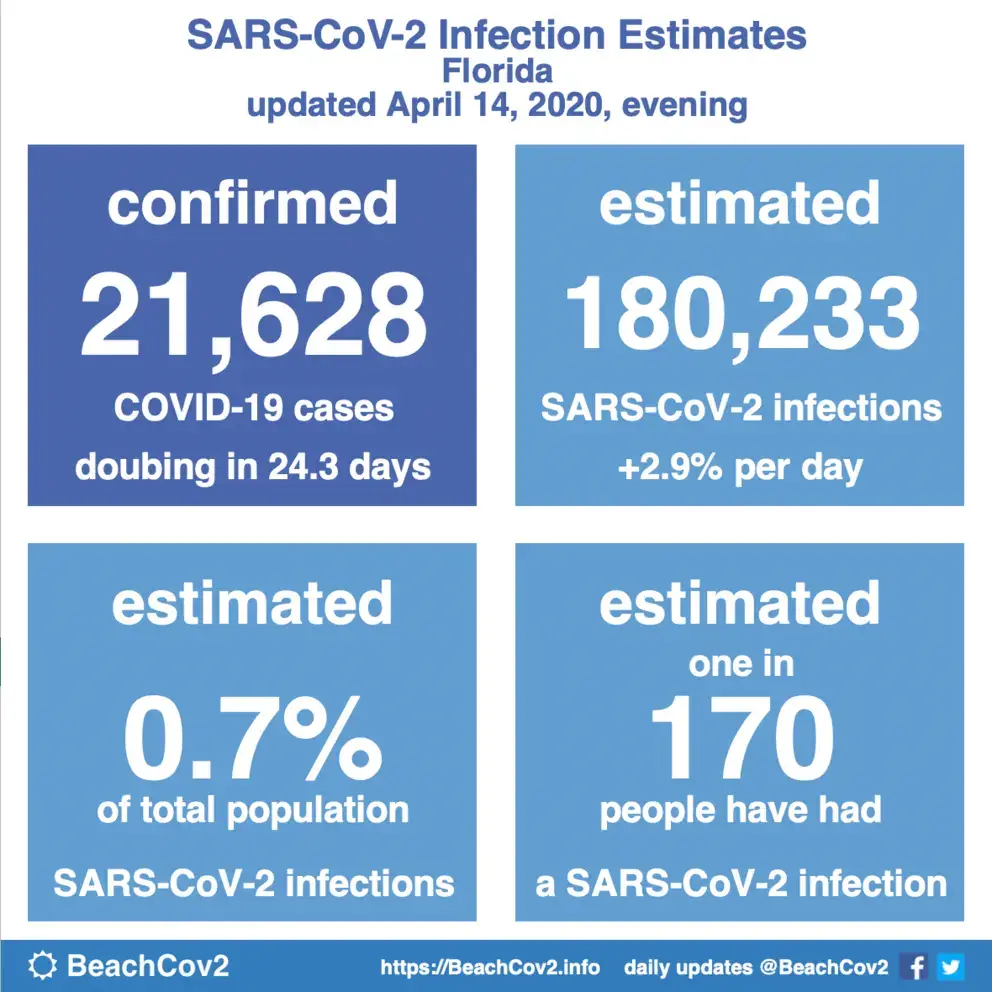 SARS-CoV-2 Infection Estimates
Florida
updated April 14, 2020, evening
confirmed
21,628
COVID-19 cases
doubing in 24.3 days
estimated
180,233
SARS-CoV-2 infections
+2.9% per day
estimated
0.7%
of total population
SARS-CoV-2 infections
estimated
one in
170
people have had
a SARS-CoV-2 infection
BeachCov2
https://BeachCov2.info daily updates @BeachCov2